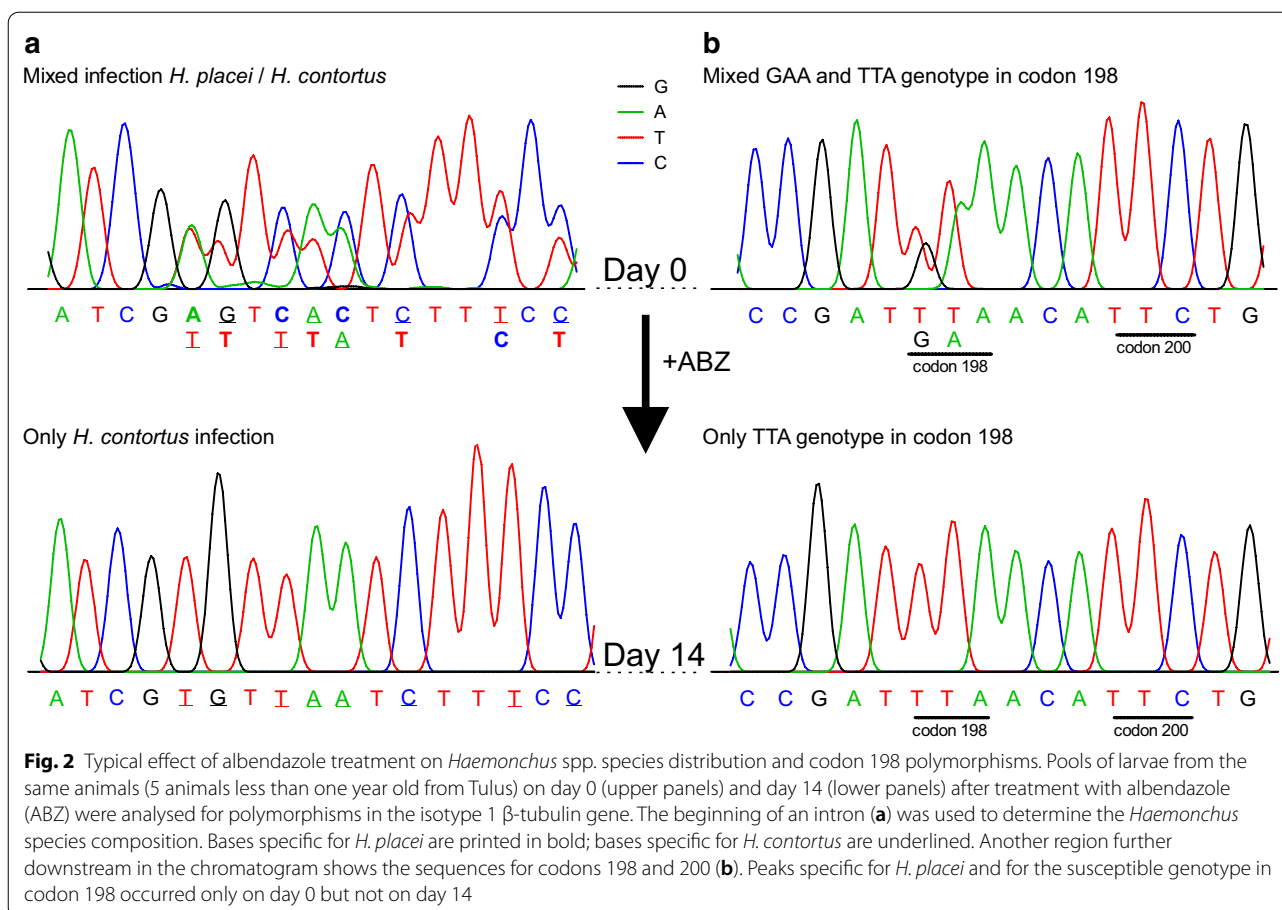 a
Mixed infection H. placei / H. contortus
G
A
T
C
b
Mixed GAA and TTA genotype in codon 198
Day 0
A T C G A G T C A C T C T T T C C
T T T T A T C T
C C G A T T T A A C A T T C T G
G A
codon 198
codon 200
+ABZ
Only H. contortus infection
Only TTA genotype in codon 198
Day 14
A T C G T G T T A A T C T T T C C
C C G A T T T A A C A T T C T G
codon 198
codon 200
Fig. 2 Typical effect of albendazole treatment on Haemonchus spp. species distribution and codon 198 polymorphisms. Pools of larvae from the
same animals (5 animals less than one year old from Tulus) on day 0 (upper panels) and day 14 (lower panels) after treatment with albendazole
(ABZ) were analysed for polymorphisms in the isotype 1 β-tubulin gene. The beginning of an intron (a) was used to determine the Haemonchus
species composition. Bases specific for H. placei are printed in bold; bases specific for H. contortus are underlined. Another region further
downstream in the chromatogram shows the sequences for codons 198 and 200 (b). Peaks specific for H. placei and for the susceptible genotype in
codon 198 occurred only on day 0 but not on day 14